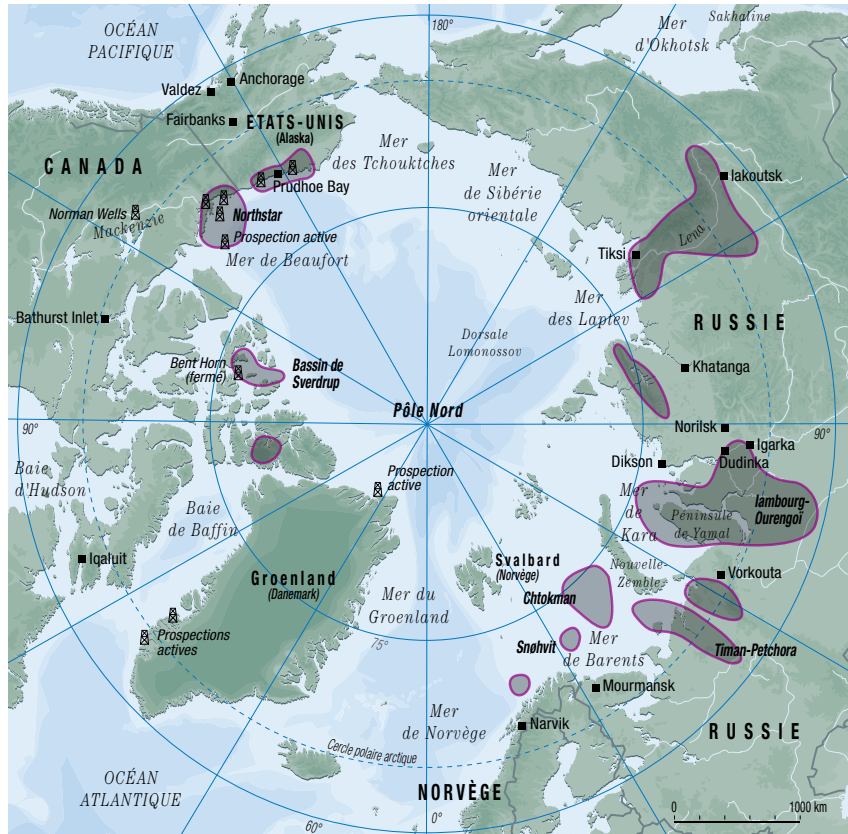 OCÉAN
PACIFIQUE
180°
Mer
d'Okhotsk
Sakhaline
Valdez
Anchorage
Fairbanks
ETATS-UNIS
(Alaska)
CANADA
Mer
des Tchouktches
Mer
de Sibérie
orientale
Iakoutsk
Prudhoe Bay
Norman Wells
Mackenzie
Northstar
Prospection active
Mer de Beaufort
Lena
Tiksi
Mer
des Laptev
Bathurst Inlet
RUSSIE
Dorsale
Lomonossov
Bent Horn
(fermé)
Bassin de
Sverdrup
Khatanga
Pôle Nord
90°
90°
Norilsk
Igarka
Dudinka
Dikson
Baie
d'Hudson
Prospection
active
Mer
de
Kara
Iambourg-
Ourengoï
Péninsule
de Yamal
Baie
de Baffin
Iqaluit
Groenland
(Danemark)
Svalbard
(Norvège)
Nouvelle-
Zemble
Vorkouta
Chtokman
Mer du
Groenland
Prospections
actives
75°
Snøhvit
Mer
de Barents
Timan-Petchora
Mourmansk
Mer
de Norvège
Narvik
RUSSIE
Cercle polaire arctique
OCÉAN
ATLANTIQUE
NORVÈGE
60°
0°
0
1000 km